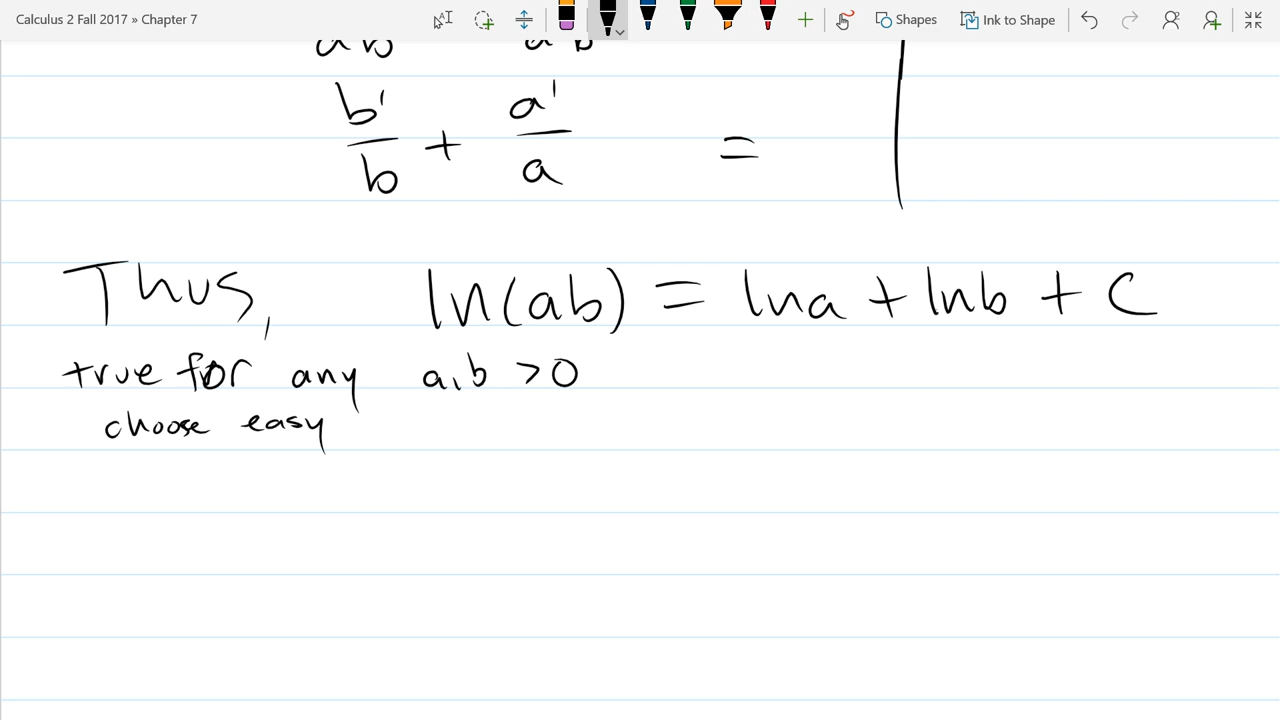 Calculus 2 Fall 2017 » Chapter 7
Shapes
Ink to Shape
ab a b
b'/b + a'/a =
Thus, ln(ab) = lna + lnb + C
true for any a,b >0
choose easy